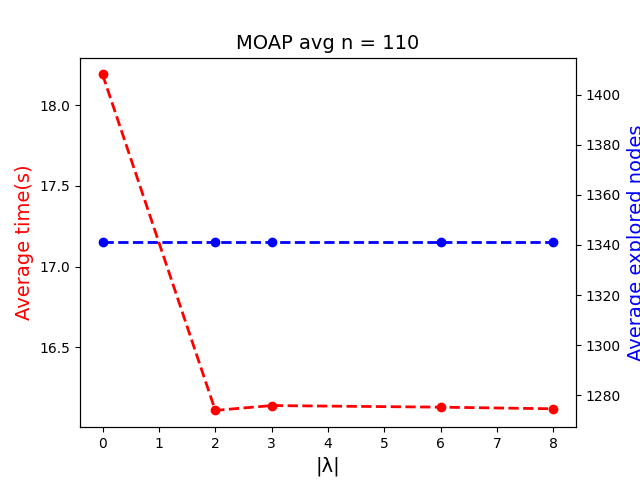 MOAP avg n = 110
Average time(s)
18.0
17.5
17.0
16.5
1400
1380
1360
1340
1320
1300
1280
Average explored nodes
0 1 2 3 4 5 6 7 8
|λ|